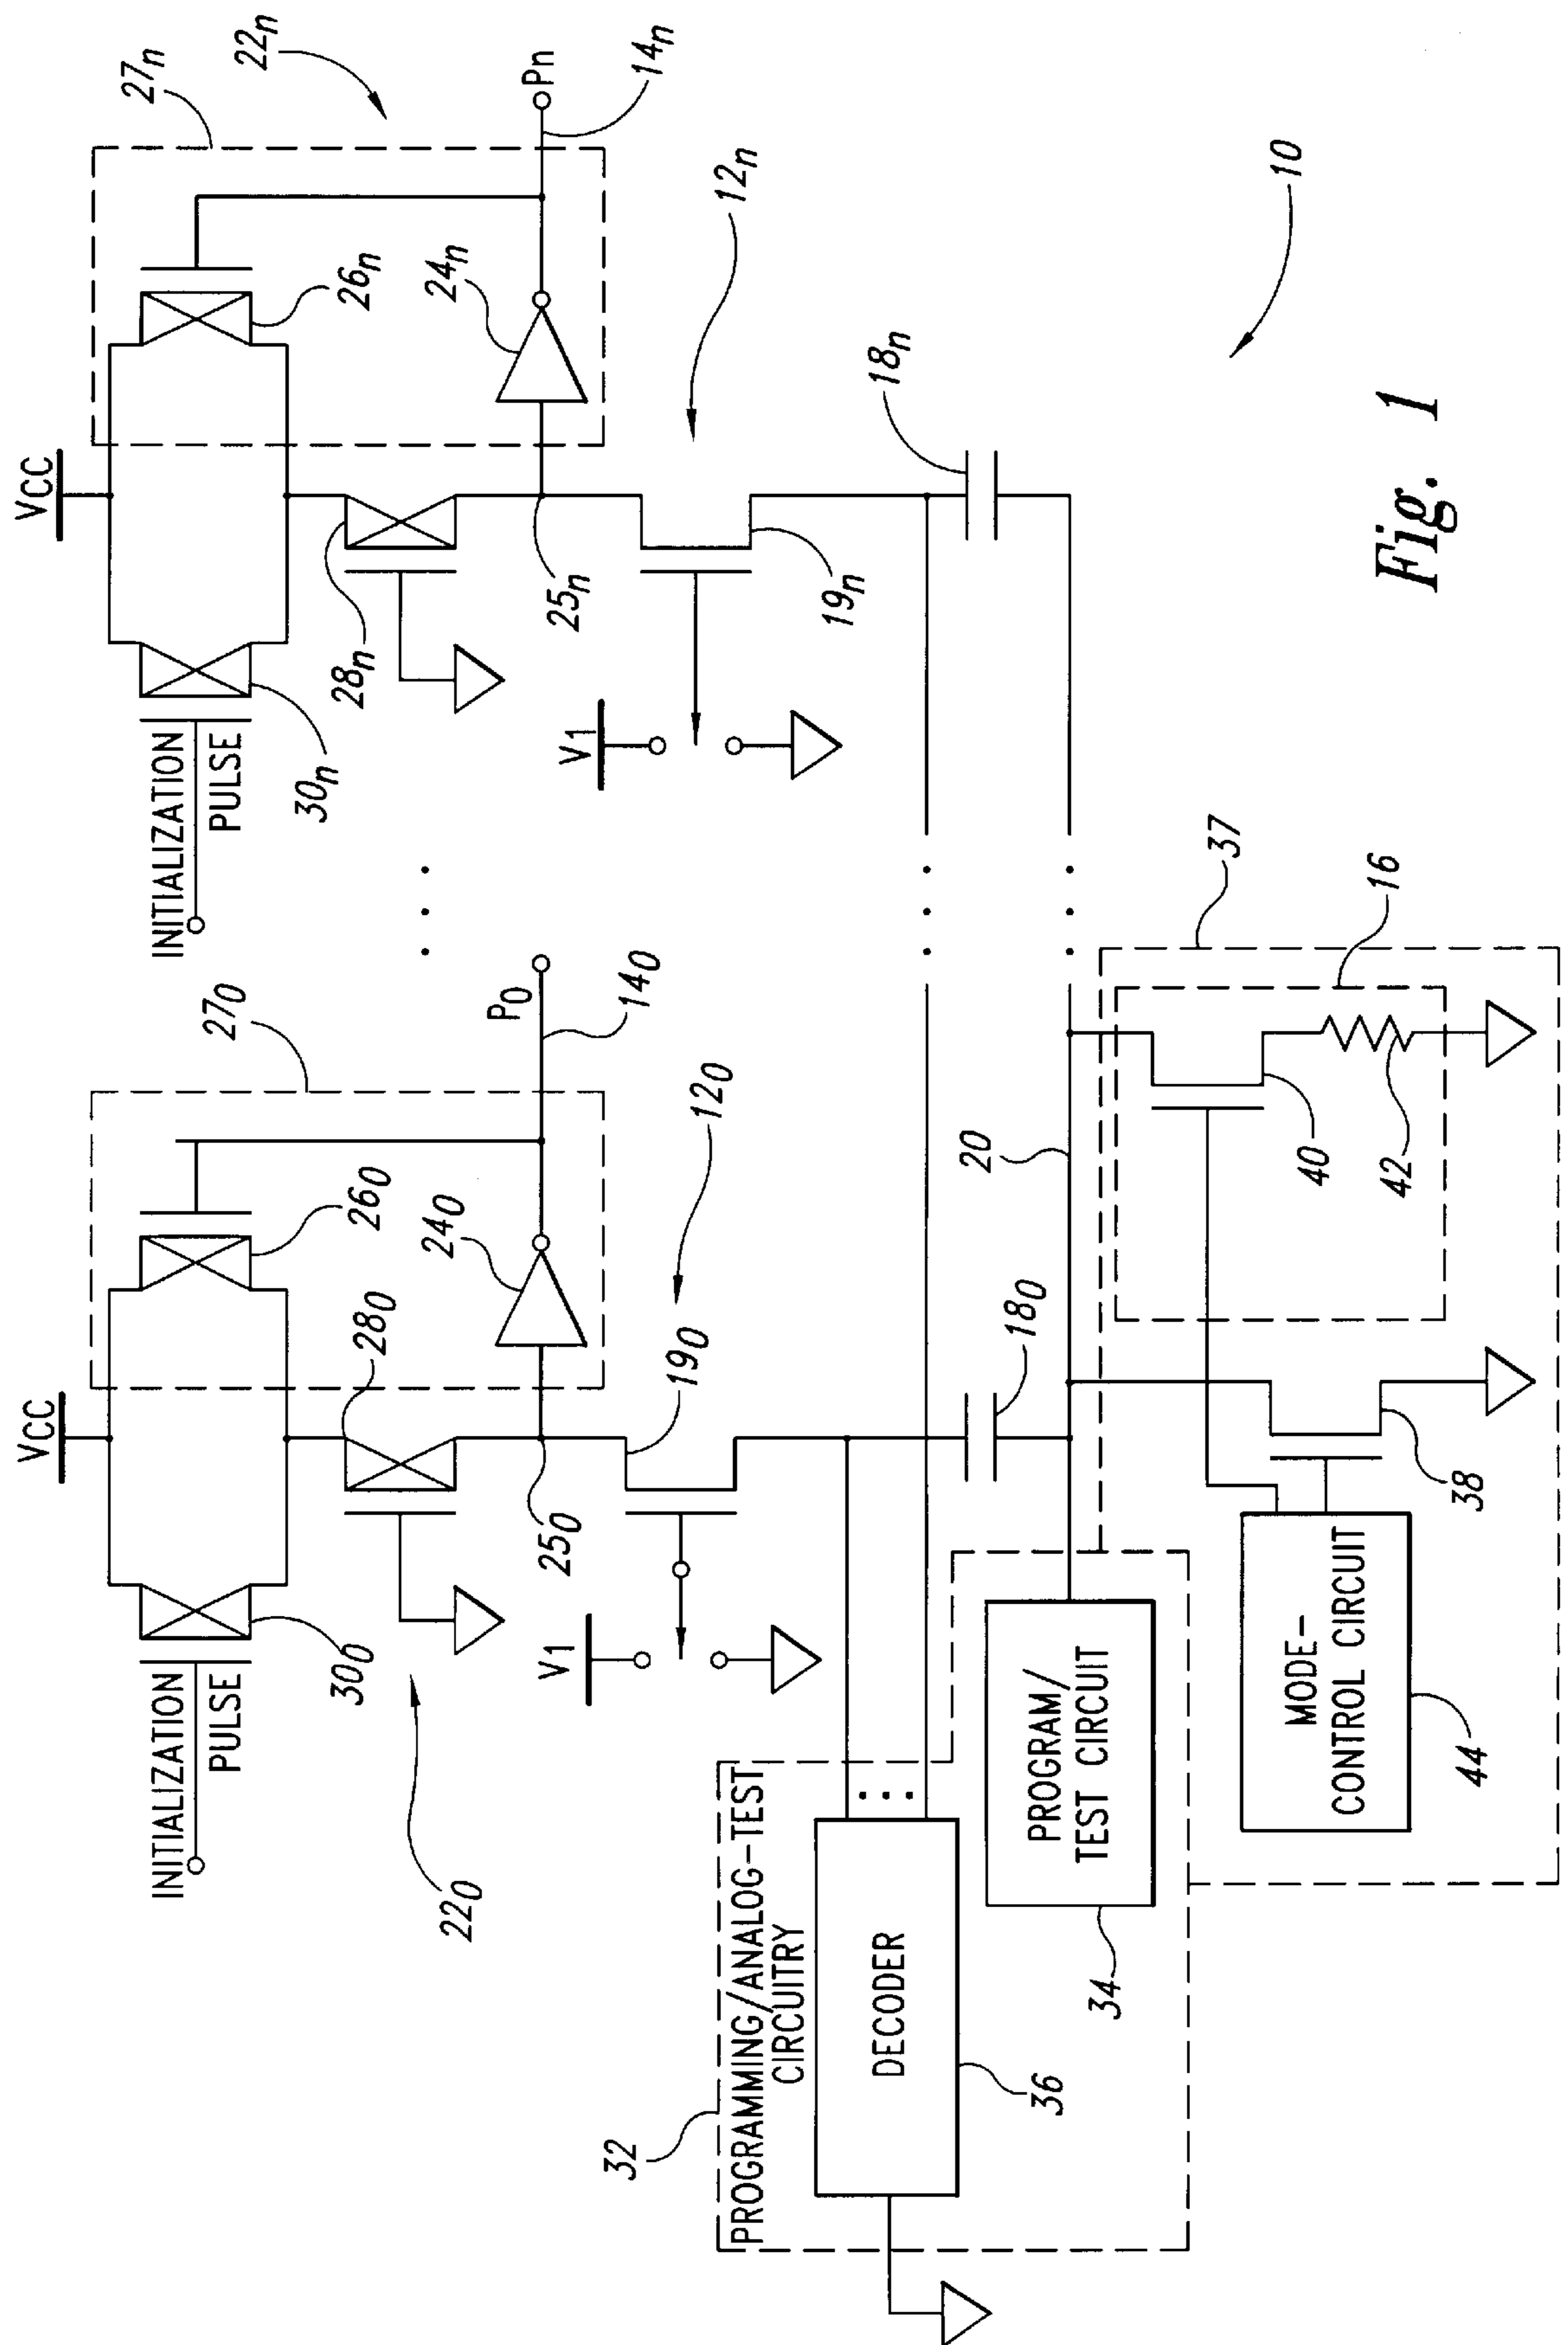 VCC
VCC
INITIALIZATION
PULSE
30₀
26₀
27₀
28₀
22₀
24₀
25₀
P₀
14₀
V1
19₀
12₀
INITIALIZATION
PULSE
30ₙ
26ₙ
27ₙ
22ₙ
28ₙ
24ₙ
25ₙ
Pn
14ₙ
V1
19ₙ
12ₙ
...
32
PROGRAMMING/ANALOG-TEST
CIRCUITRY
DECODER
36
...
...
18₀
18ₙ
20
...
PROGRAM/
TEST CIRCUIT
34
37
16
40
42
38
MODE-
CONTROL CIRCUIT
44
10
Fig. 1